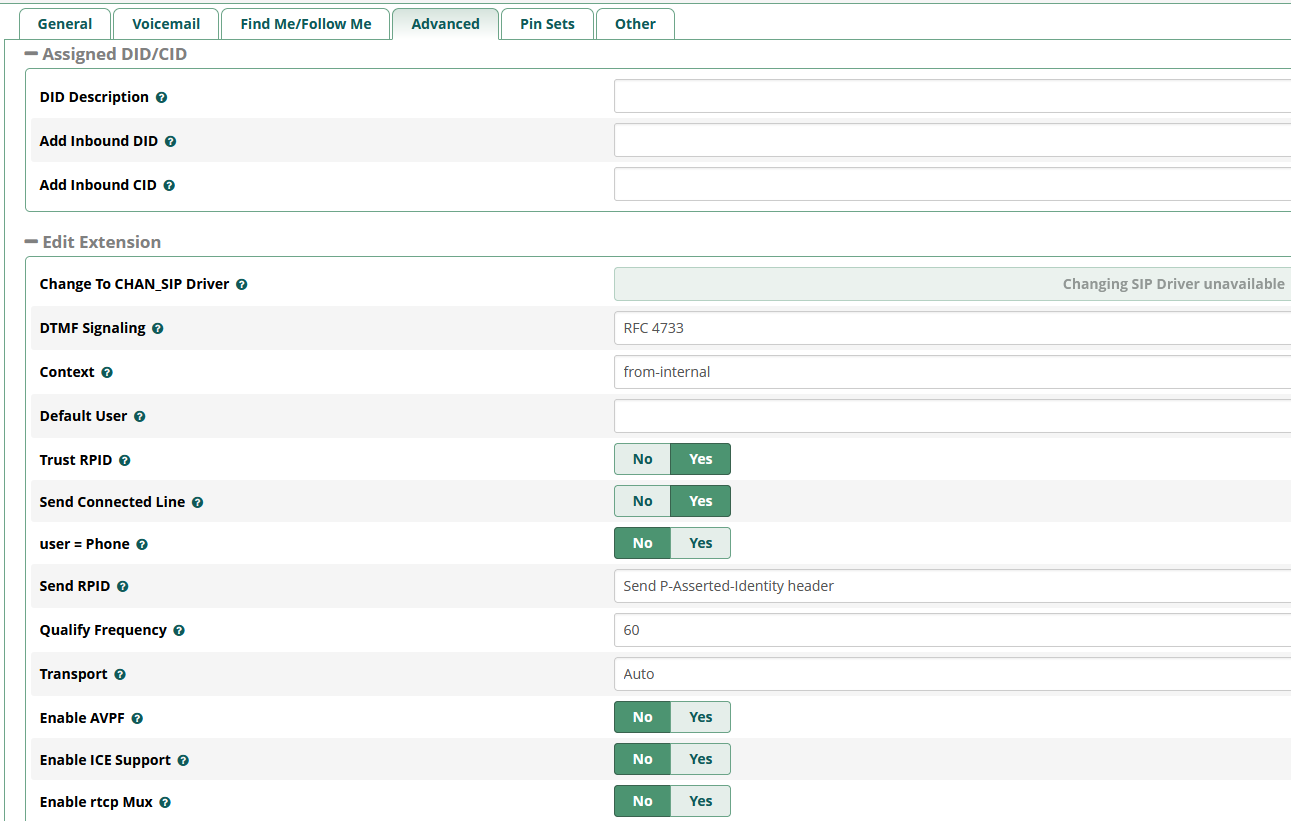 General Voicemail Find Me/Follow Me Advanced Pin Sets Other
Assigned DID/CID
DID Description
Add Inbound DID
Add Inbound CID
Edit Extension
Change To CHAN_SIP Driver Changing SIP Driver unavailable
DTMF Signaling RFC 4733
Context from-internal
Default User
Trust RPID No Yes
Send Connected Line No Yes
user = Phone No Yes
Send RPID Send P-Asserted-Identity header
Qualify Frequency 60
Transport Auto
Enable AVPF No Yes
Enable ICE Support No Yes
Enable rtcp Mux No Yes